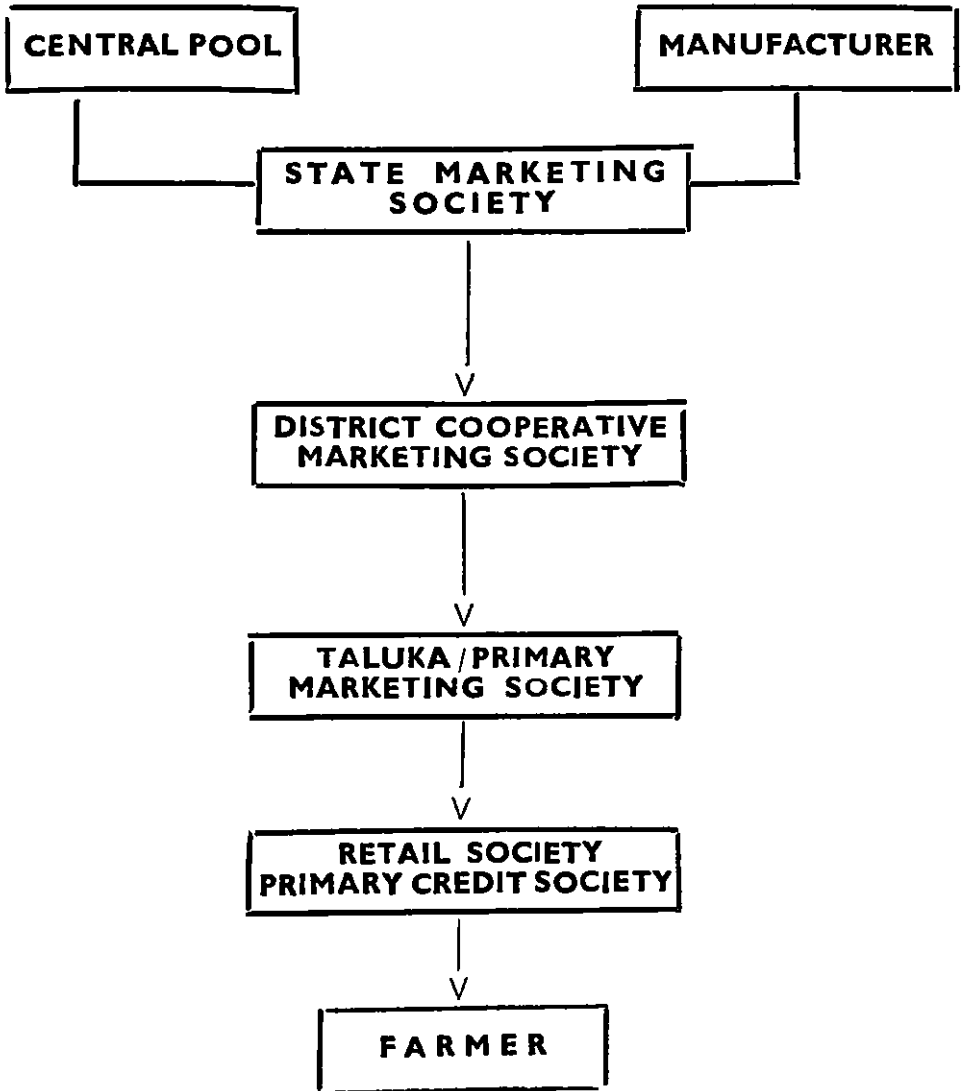 CENTRAL POOL
MANUFACTURER
STATE MARKETING
SOCIETY
DISTRICT COOPERATIVE
MARKETING SOCIETY
TALUKA/PRIMARY
MARKETING SOCIETY
RETAIL SOCIETY
PRIMARY CREDIT SOCIETY
FARMER